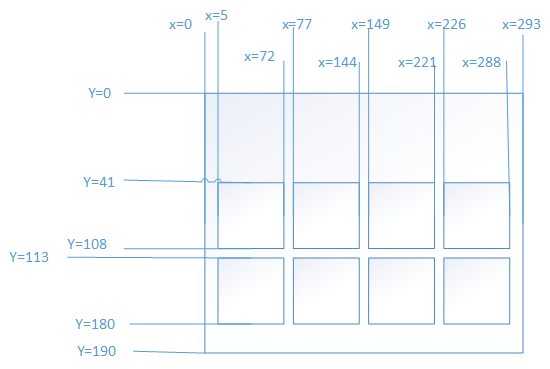 x=0
x=5
x=77
x=149
x=226
x=293
x=72
x=144
x=221
x=288
Y=0
Y=41
Y=108
Y=113
Y=180
Y=190